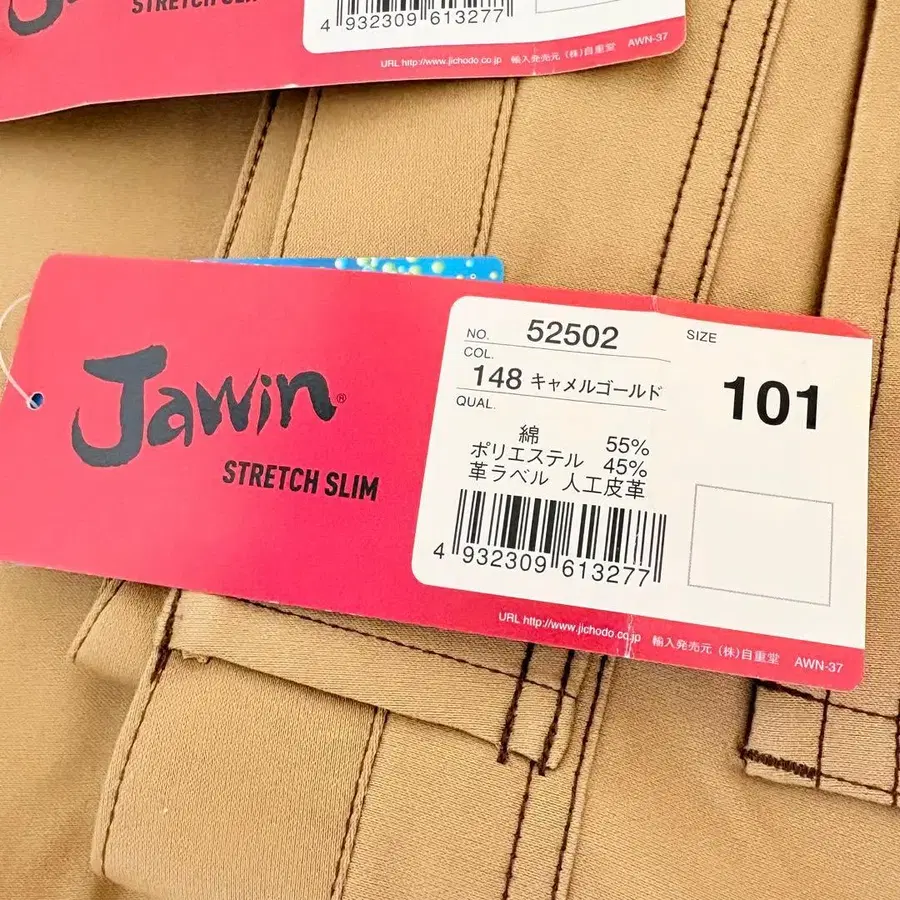 STRETCH SLIM
4 932309 613277
URL http://www.jichodo.co.jp 輸入発売元 (株)自重堂 AWN-37
Jawin®
STRETCH SLIM
NO. 52502
COL.
148 キャメルゴールド
QUAL.
綿 55%
ポリエステル 45%
革ラベル 人工皮革
4 932309 613277
SIZE
101
URL http://www.jichodo.co.jp 輸入発売元 (株)自重堂 AWN-37